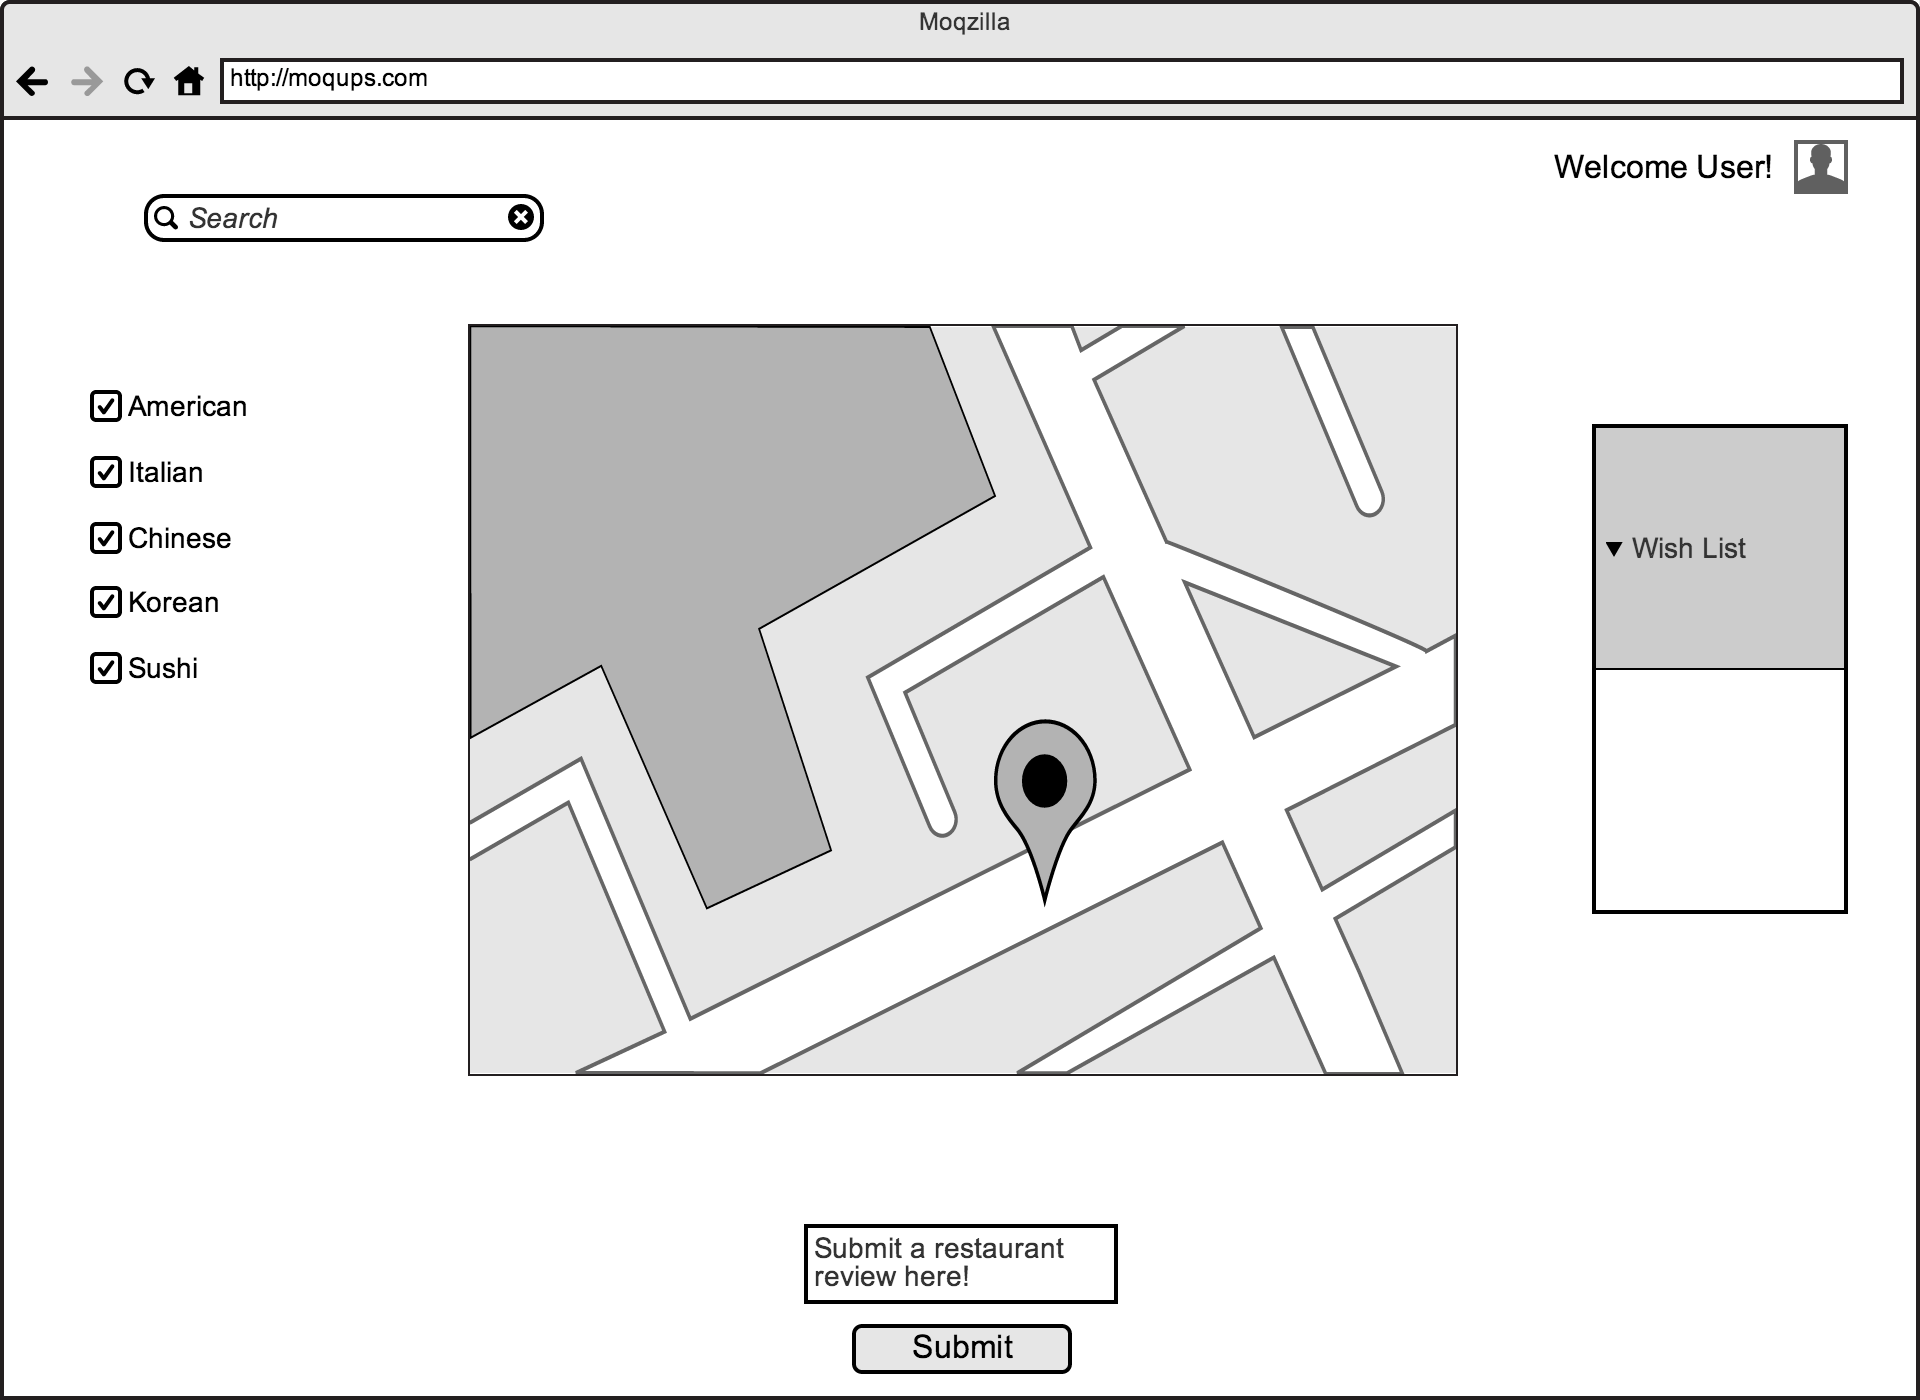 Moqzilla
http://moqups.com
Welcome User!
Search
American
Italian
Chinese
Korean
Sushi
Wish List
Submit a restaurant
review here!
Submit